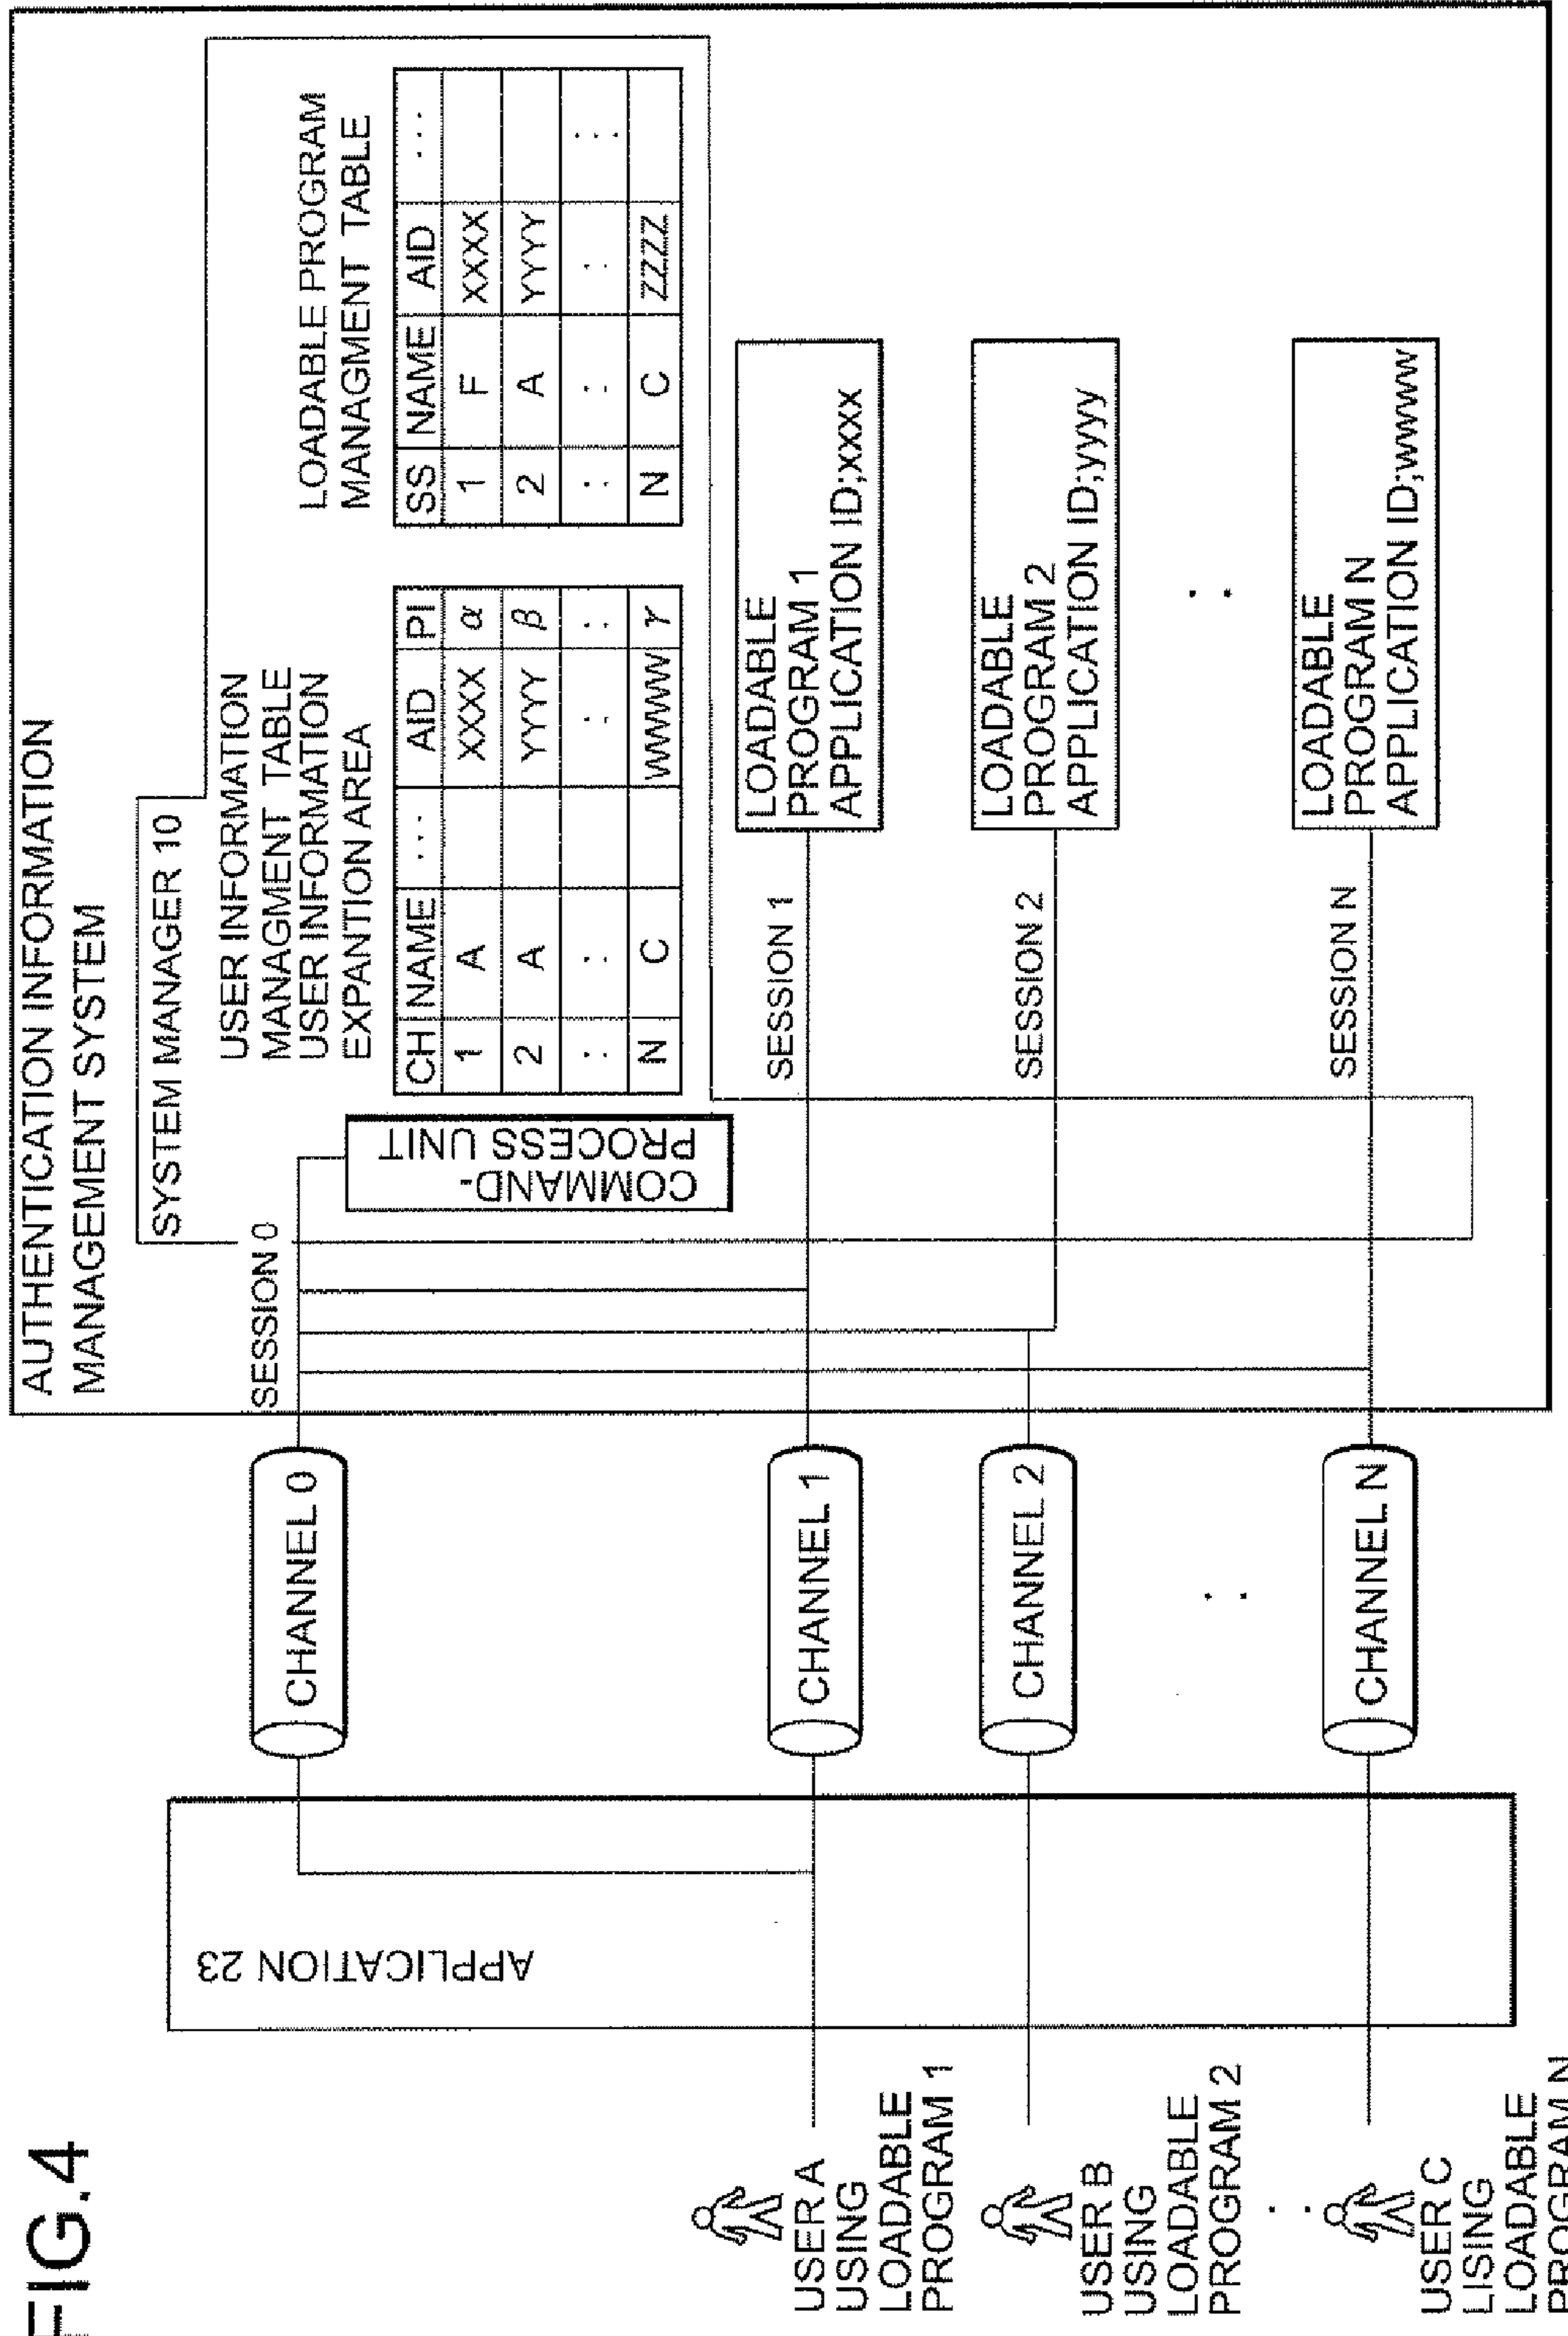 FIG.4
AUTHENTICATION INFORMATION
MANAGEMENT SYSTEM
SYSTEM MANAGER 10
USER INFORMATION
MANAGMENT TABLE
USER INFORMATION
EXPANTION AREA
CH NAME ... AID PI
1 A XXXX α
2 A YYYY β
: : : :
N C WWWW γ
LOADABLE PROGRAM
MANAGMENT TABLE
SS NAME AID ...
1 F XXXX
2 A YYYY
: : : :
N C ZZZZ
SESSION 0
COMMAND-
PROCESS UNIT
APPLICATION 23
CHANNEL 0
USER A
USING
LOADABLE
PROGRAM 1
CHANNEL 1
SESSION 1
LOADABLE
PROGRAM 1
APPLICATION ID;xxxx
USER B
USING
LOADABLE
PROGRAM 2
CHANNEL 2
SESSION 2
LOADABLE
PROGRAM 2
APPLICATION ID;yyyy
USER C
LISING
LOADABLE
PROGRAM N
CHANNEL N
SESSION N
LOADABLE
PROGRAM N
APPLICATION ID;wwww